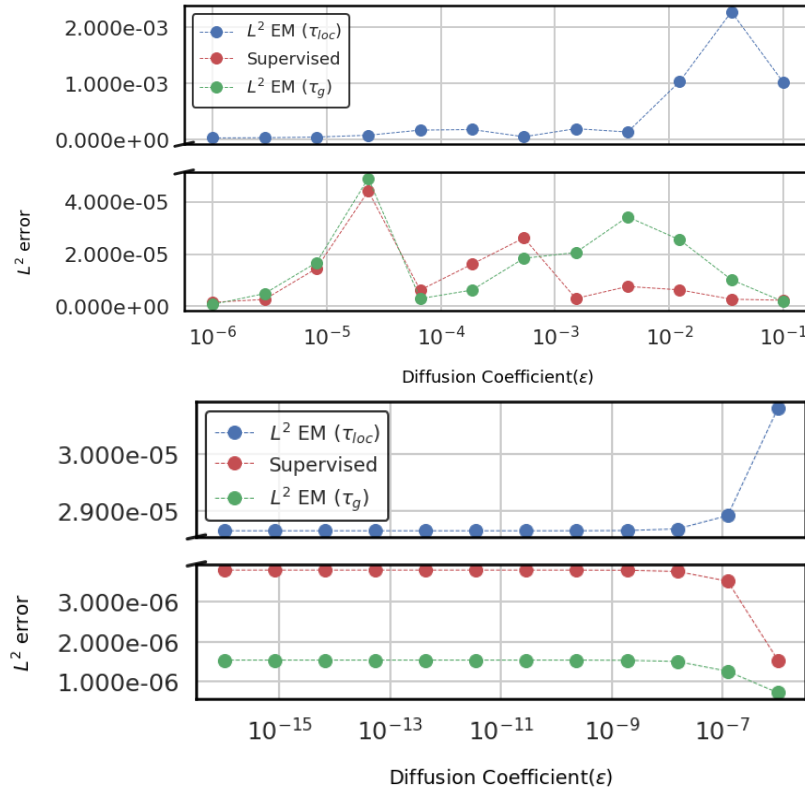 2.000e-03
1.000e-03
0.000e+00
L² EM (τ_loc)
Supervised
L² EM (τ_g)
4.000e-05
2.000e-05
0.000e+00
L² error
10⁻⁶ 10⁻⁵ 10⁻⁴ 10⁻³ 10⁻² 10⁻¹
Diffusion Coefficient(ε)
3.000e-05
2.900e-05
L² EM (τ_loc)
Supervised
L² EM (τ_g)
3.000e-06
2.000e-06
1.000e-06
L² error
10⁻¹⁵ 10⁻¹³ 10⁻¹¹ 10⁻⁹ 10⁻⁷
Diffusion Coefficient(ε)